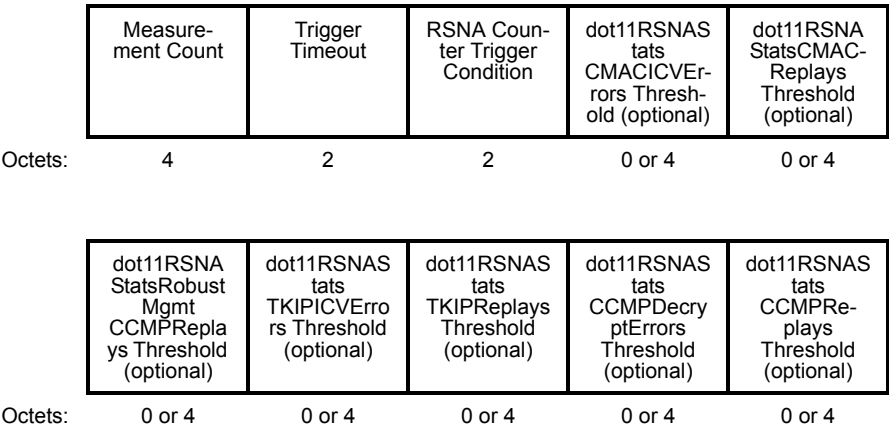 Measure-
ment Count
Trigger
Timeout
RSNA Coun-
ter Trigger
Condition
dot11RSNAS
tats
CMACICVEr-
rors Thresh-
old (optional)
dot11RSNA
StatsCMAC-
Replays
Threshold
(optional)
Octets: 4 2 2 0 or 4 0 or 4
dot11RSNA
StatsRobust
Mgmt
CCMPRepla
ys Threshold
(optional)
dot11RSNAS
tats
TKIPICVErro
rs Threshold
(optional)
dot11RSNAS
tats
TKIPReplays
Threshold
(optional)
dot11RSNAS
tats
CCMPDecry
ptErrors
Threshold
(optional)
dot11RSNAS
tats
CCMPRe-
plays
Threshold
(optional)
Octets: 0 or 4 0 or 4 0 or 4 0 or 4 0 or 4